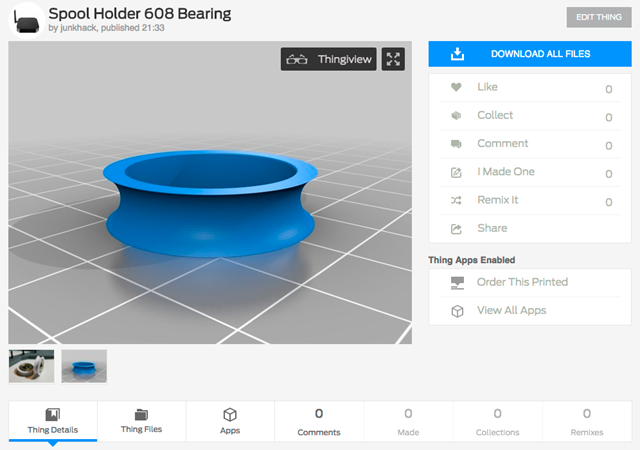 Spool Holder 608 Bearing
by junkhack, published 21:33
EDIT THING
Thingiview
DOWNLOAD ALL FILES
Like 0
Collect 0
Comment 0
I Made One 0
Remix It 0
Share
Thing Apps Enabled
Order This Printed
View All Apps
Thing Details
Thing Files
Apps
0
Comments
0
Made
0
Collections
0
Remixes